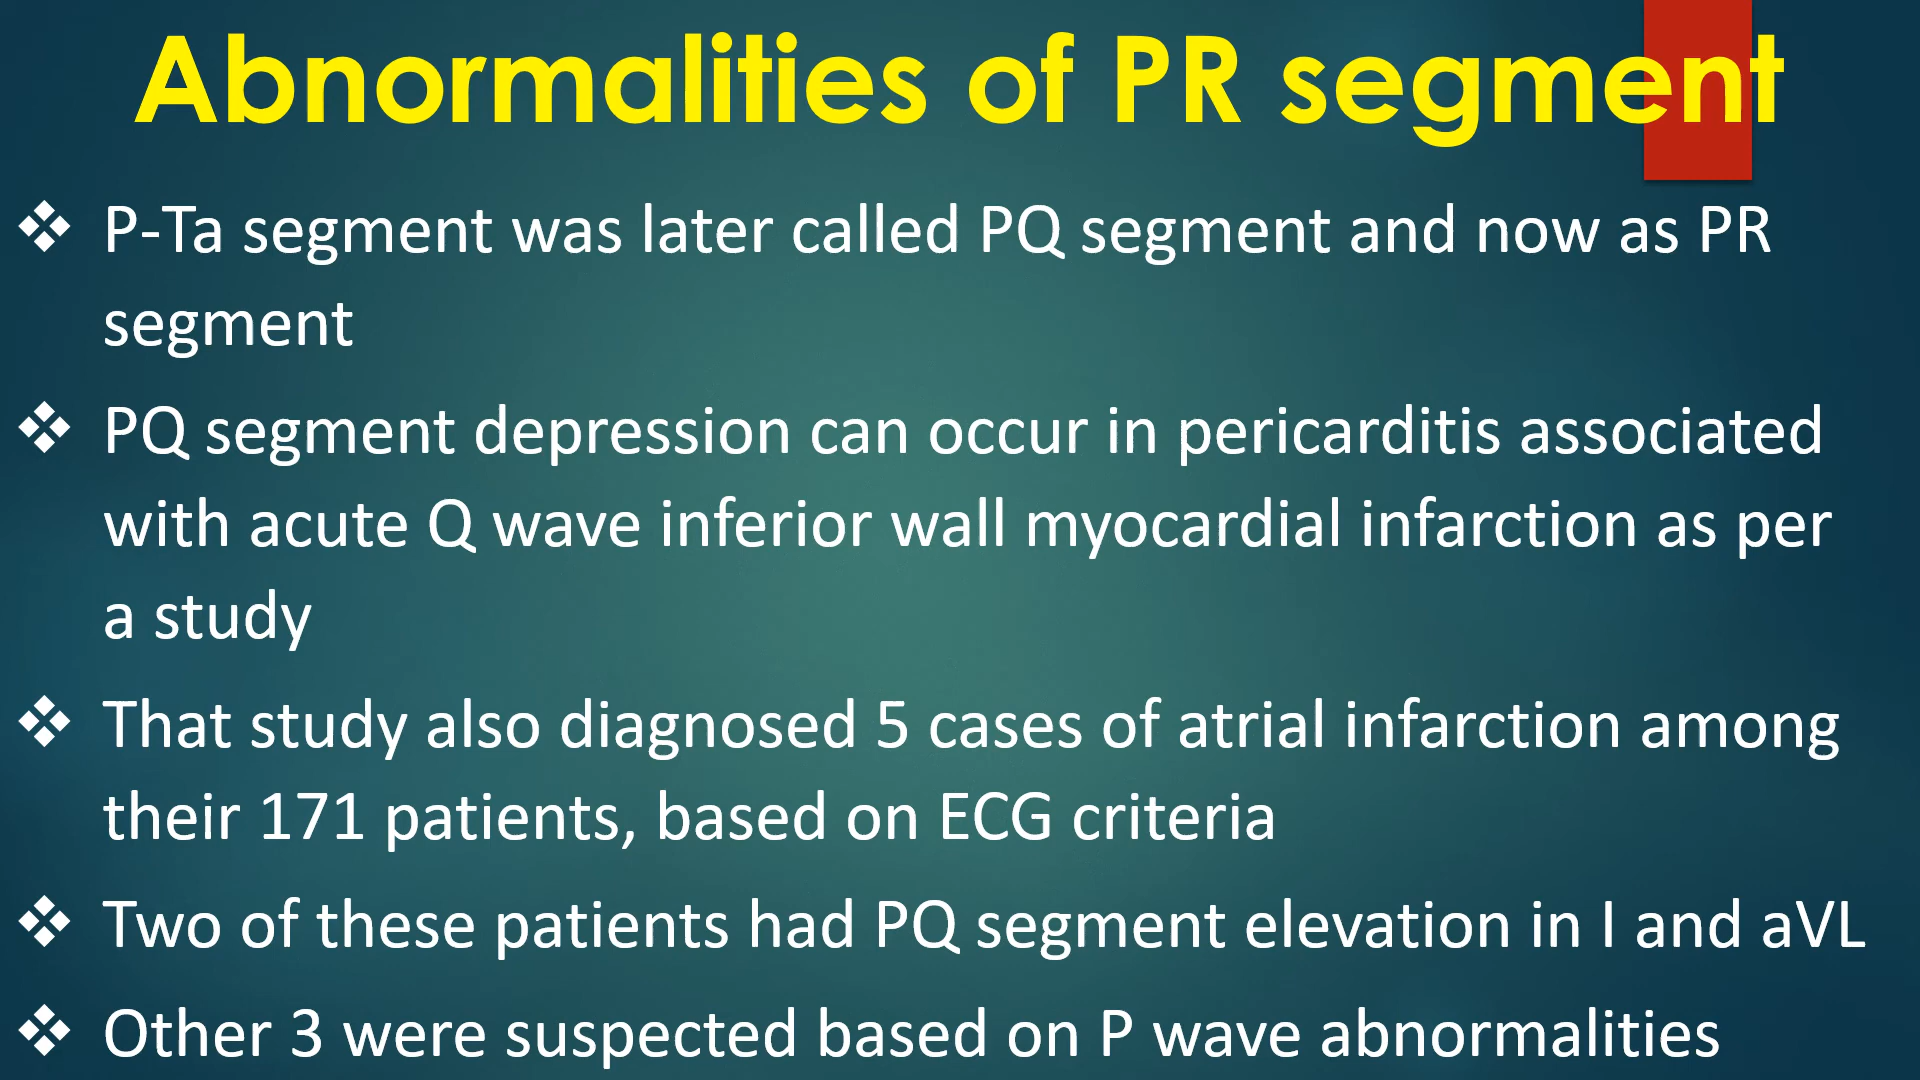 Abnormalities of PR segment
❖ P-Ta segment was later called PQ segment and now as PR
segment
❖ PQ segment depression can occur in pericarditis associated
with acute Q wave inferior wall myocardial infarction as per
a study
❖ That study also diagnosed 5 cases of atrial infarction among
their 171 patients, based on ECG criteria
❖ Two of these patients had PQ segment elevation in I and aVL
❖ Other 3 were suspected based on P wave abnormalities